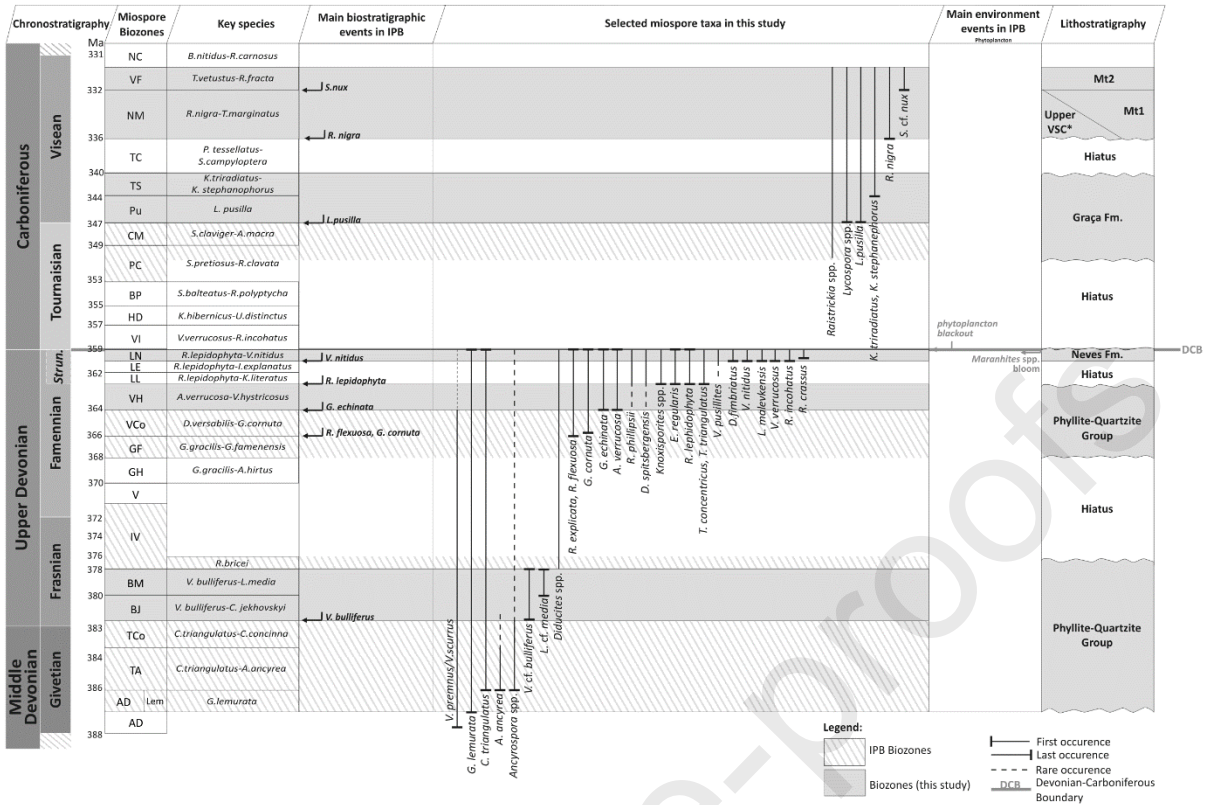 Chronostratigraphy
Miospore
Biozones
Key species
Main biostratigraphic
events in IPB
Selected miospore taxa in this study
Main environment
events in IPB
Phytoplancton
Lithostratigraphy
Ma
331
332
336
340
344
347
349
353
355
357
359
362
364
366
368
370
372
374
376
378
380
383
384
386
388
Carboniferous
Upper Devonian
Middle
Devonian
Visean
Tournaisian
Strun.
Famennian
Frasnian
Givetian
NC
B.nitidus-R.carnosus
VF
T.vetustus-R.fracta
NM
R.nigra-T.marginatus
TC
P. tessellatus-
S.campyloptera
TS
K.triradiatus-
K. stephanophorus
Pu
L. pusilla
CM
S.claviger-A.macra
PC
S.pretiosus-R.clavata
BP
S.balteatus-R.polyptycha
HD
K.hibernicus-U.distinctus
VI
V.verrucosus-R.incohatus
LN
R.lepidophyta-V.nitidus
LE
R.lepidophyta-I.explanatus
LL
R.lepidophyta-K.literatus
VH
A.verrucosa-V.hystricosus
VCo
D.versabilis-G.cornuta
GF
G.gracilis-G.famenensis
GH
G.gracilis-A.hirtus
V
IV
R.bricei
BM
V. bulliferus-L.media
BJ
V. bulliferus-C. jekhovskyi
TCo
C.triangulatus-C.concinna
TA
C.triangulatus-A.ancyrea
AD
Lem
G.lemurata
AD
S.nux
R. nigra
L.pusilla
V. nitidus
R. lepidophyta
G. echinata
R. flexuosa, G. cornuta
V. bulliferus
V. premnus/V.scurrus
G. lemurata
C. triangulatus
A. ancyrea
Ancyrospora spp.
V. cf. bulliferus
L. cf. media
Diducites spp.
R. explicata, R. flexuosa
G. cornuta
G. echinata
A. verrucosa
R. phillipsii
D. spitsbergensis
Knoxisporites spp.
E. regularis
R. lephidophyta
T. concentricus, T. triangulatus
V. pusillites
D.fimbriatus
V. nitidus
L. malevkensis
V. verrucosus
R. incohatus
R. crassus
Raistrickia spp.
Lycospora spp.
L.pusilla
K. triradiatus, K. stephanephorus
R. nigra
S. cf. nux
phytoplancton
blackout
Maranhites spp.
bloom
DCB
Mt2
Mt1
Upper
VSC*
Hiatus
Graça Fm.
Hiatus
Neves Fm.
Hiatus
Phyllite-Quartzite
Group
Hiatus
Phyllite-Quartzite
Group
Legend:
IPB Biozones
Biozones (this study)
First occurence
Last occurence
Rare occurence
DCB
Devonian-Carboniferous
Boundary
e-proofs